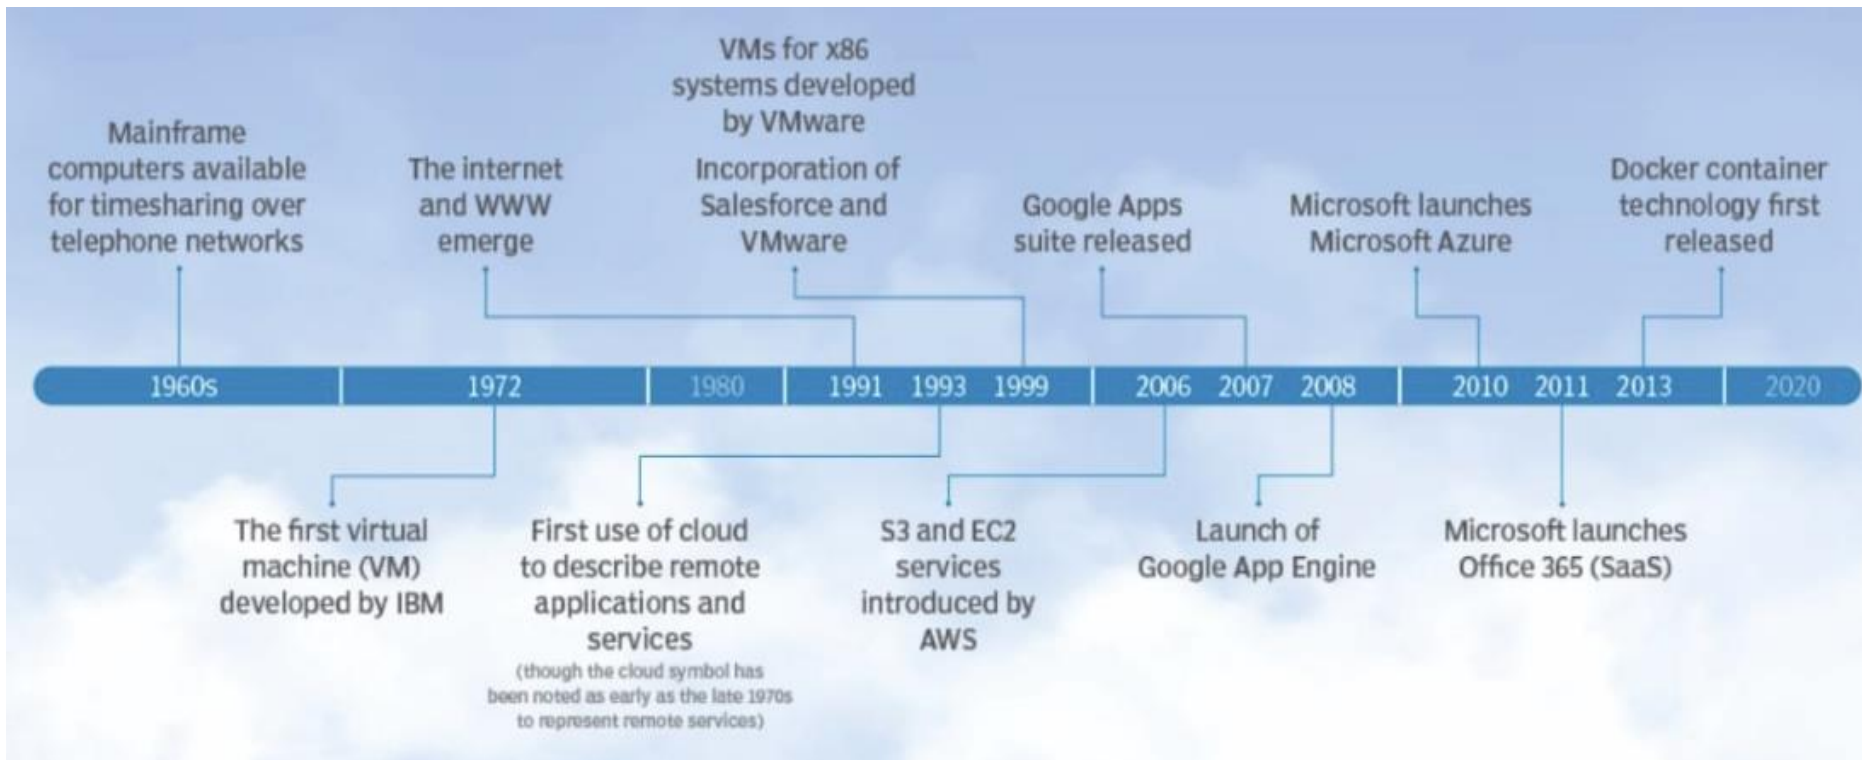 VMs for x86
systems developed
by VMware
Mainframe
computers available
for timesharing over
telephone networks
The internet
and WWW
emerge
Incorporation of
Salesforce and
VMware
Google Apps
suite released
Microsoft launches
Microsoft Azure
Docker container
technology first
released
1960s 1972 1980 1991 1993 1999 2006 2007 2008 2010 2011 2013 2020
The first virtual
machine (VM)
developed by IBM
First use of cloud
to describe remote
applications and
services
(though the cloud symbol has
been noted as early as the late 1970s
to represent remote services)
S3 and EC2
services
introduced by
AWS
Launch of
Google App Engine
Microsoft launches
Office 365 (SaaS)